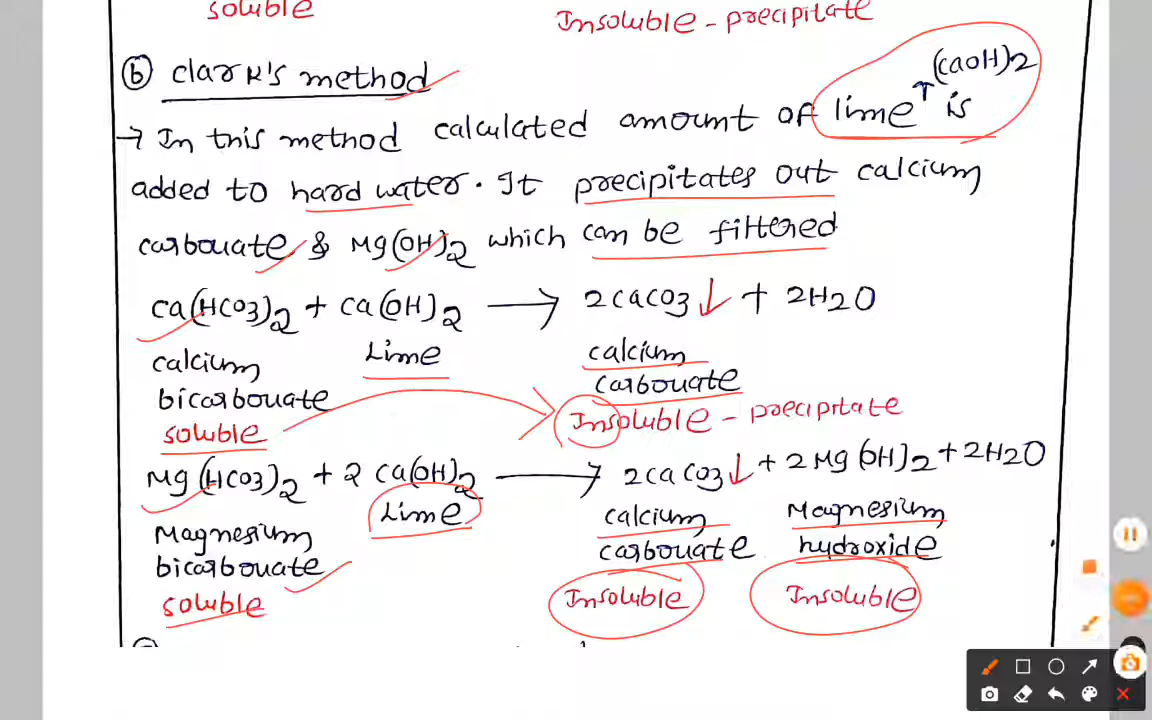 soluble
Insoluble - precipitate
(b) clark's method
(caoH)2
→ In this method calculated amount of lime↑ is
added to hard water. It precipitates out calcium
carbonate & Mg(OH)2 which can be filtered
ca(HCO3)2 + ca(OH)2 → 2caco3↓ + 2H2O
calcium Lime calcium
bicarbonate carbonate
soluble Insoluble - precipitate
Mg(HCO3)2 + 2 ca(OH)2 → 2caco3↓ + 2Mg(OH)2 + 2H2O
Magnesium Lime calcium Magnesium
bicarbonate carbonate hydroxide
soluble Insoluble Insoluble